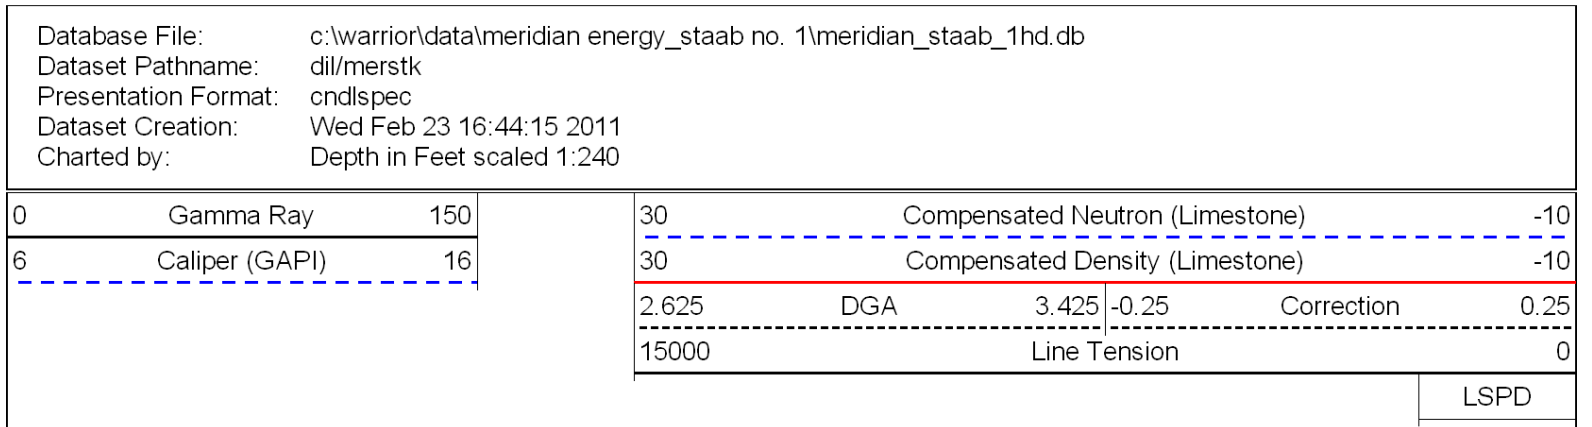 Database File: c:\warrior\data\meridian energy_staab no. 1\meridian_staab_1hd.db
Dataset Pathname: dil/merstk
Presentation Format: cndlspec
Dataset Creation: Wed Feb 23 16:44:15 2011
Charted by: Depth in Feet scaled 1:240
0 Gamma Ray 150 30 Compensated Neutron (Limestone) -10
6 Caliper (GAPI) 16 30 Compensated Density (Limestone) -10
2.625 DGA 3.425 -0.25 Correction 0.25
15000 Line Tension 0
LSPD